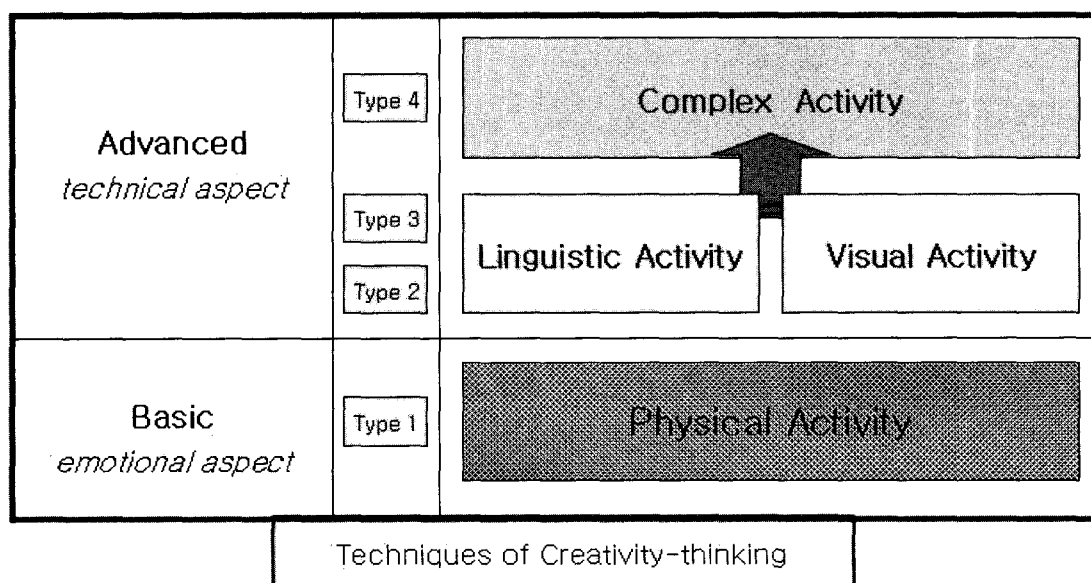 Type 4
Complex Activity
Advanced
technical aspect
Type 3
Linguistic Activity
Visual Activity
Type 2
Basic
emotional aspect
Type 1
Physical Activity
Techniques of Creativity-thinking